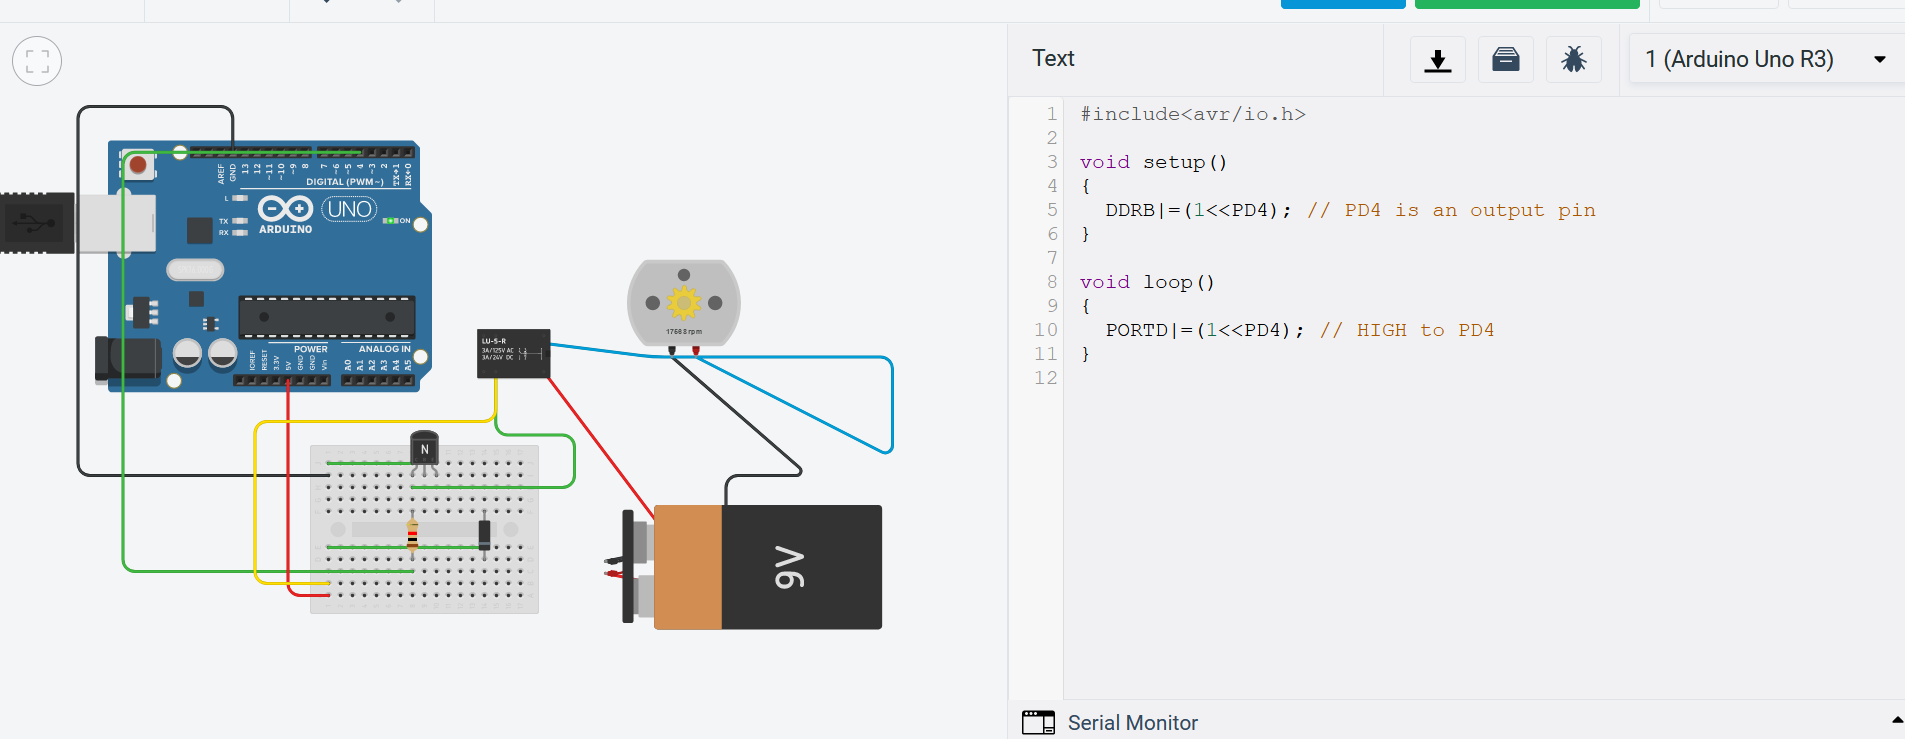 Text
1 (Arduino Uno R3)
1 #include<avr/io.h>
2
3 void setup()
4 {
5 DDRB|=(1<<PD4); // PD4 is an output pin
6 }
7
8 void loop()
9 {
10 PORTD|=(1<<PD4); // HIGH to PD4
11 }
12
Serial Monitor
AREF GND 13 12 ~11 ~10 ~9 8 7 ~6 ~5 4 ~3 2 TX→1 RX←0
DIGITAL (PWM~)
L
TX
RX
UNO
ON
ARDUINO
POWER
ANALOG IN
IOREF RESET 3.3V 5V GND GND Vin A0 A1 A2 A3 A4 A5
LU-5-R
3A/125V AC
3A/24V DC
N
9V